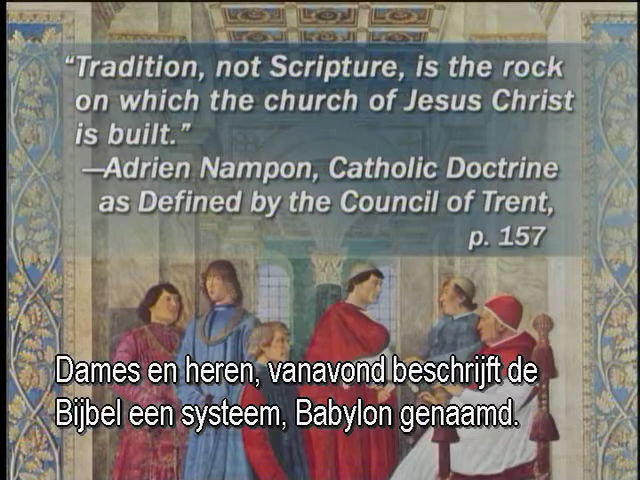 “Tradition, not Scripture, is the rock
on which the church of Jesus Christ
is built.”
—Adrien Nampon, Catholic Doctrine
as Defined by the Council of Trent,
p. 157
Dames en heren, vanavond beschrijft de
Bijbel een systeem, Babylon genaamd.